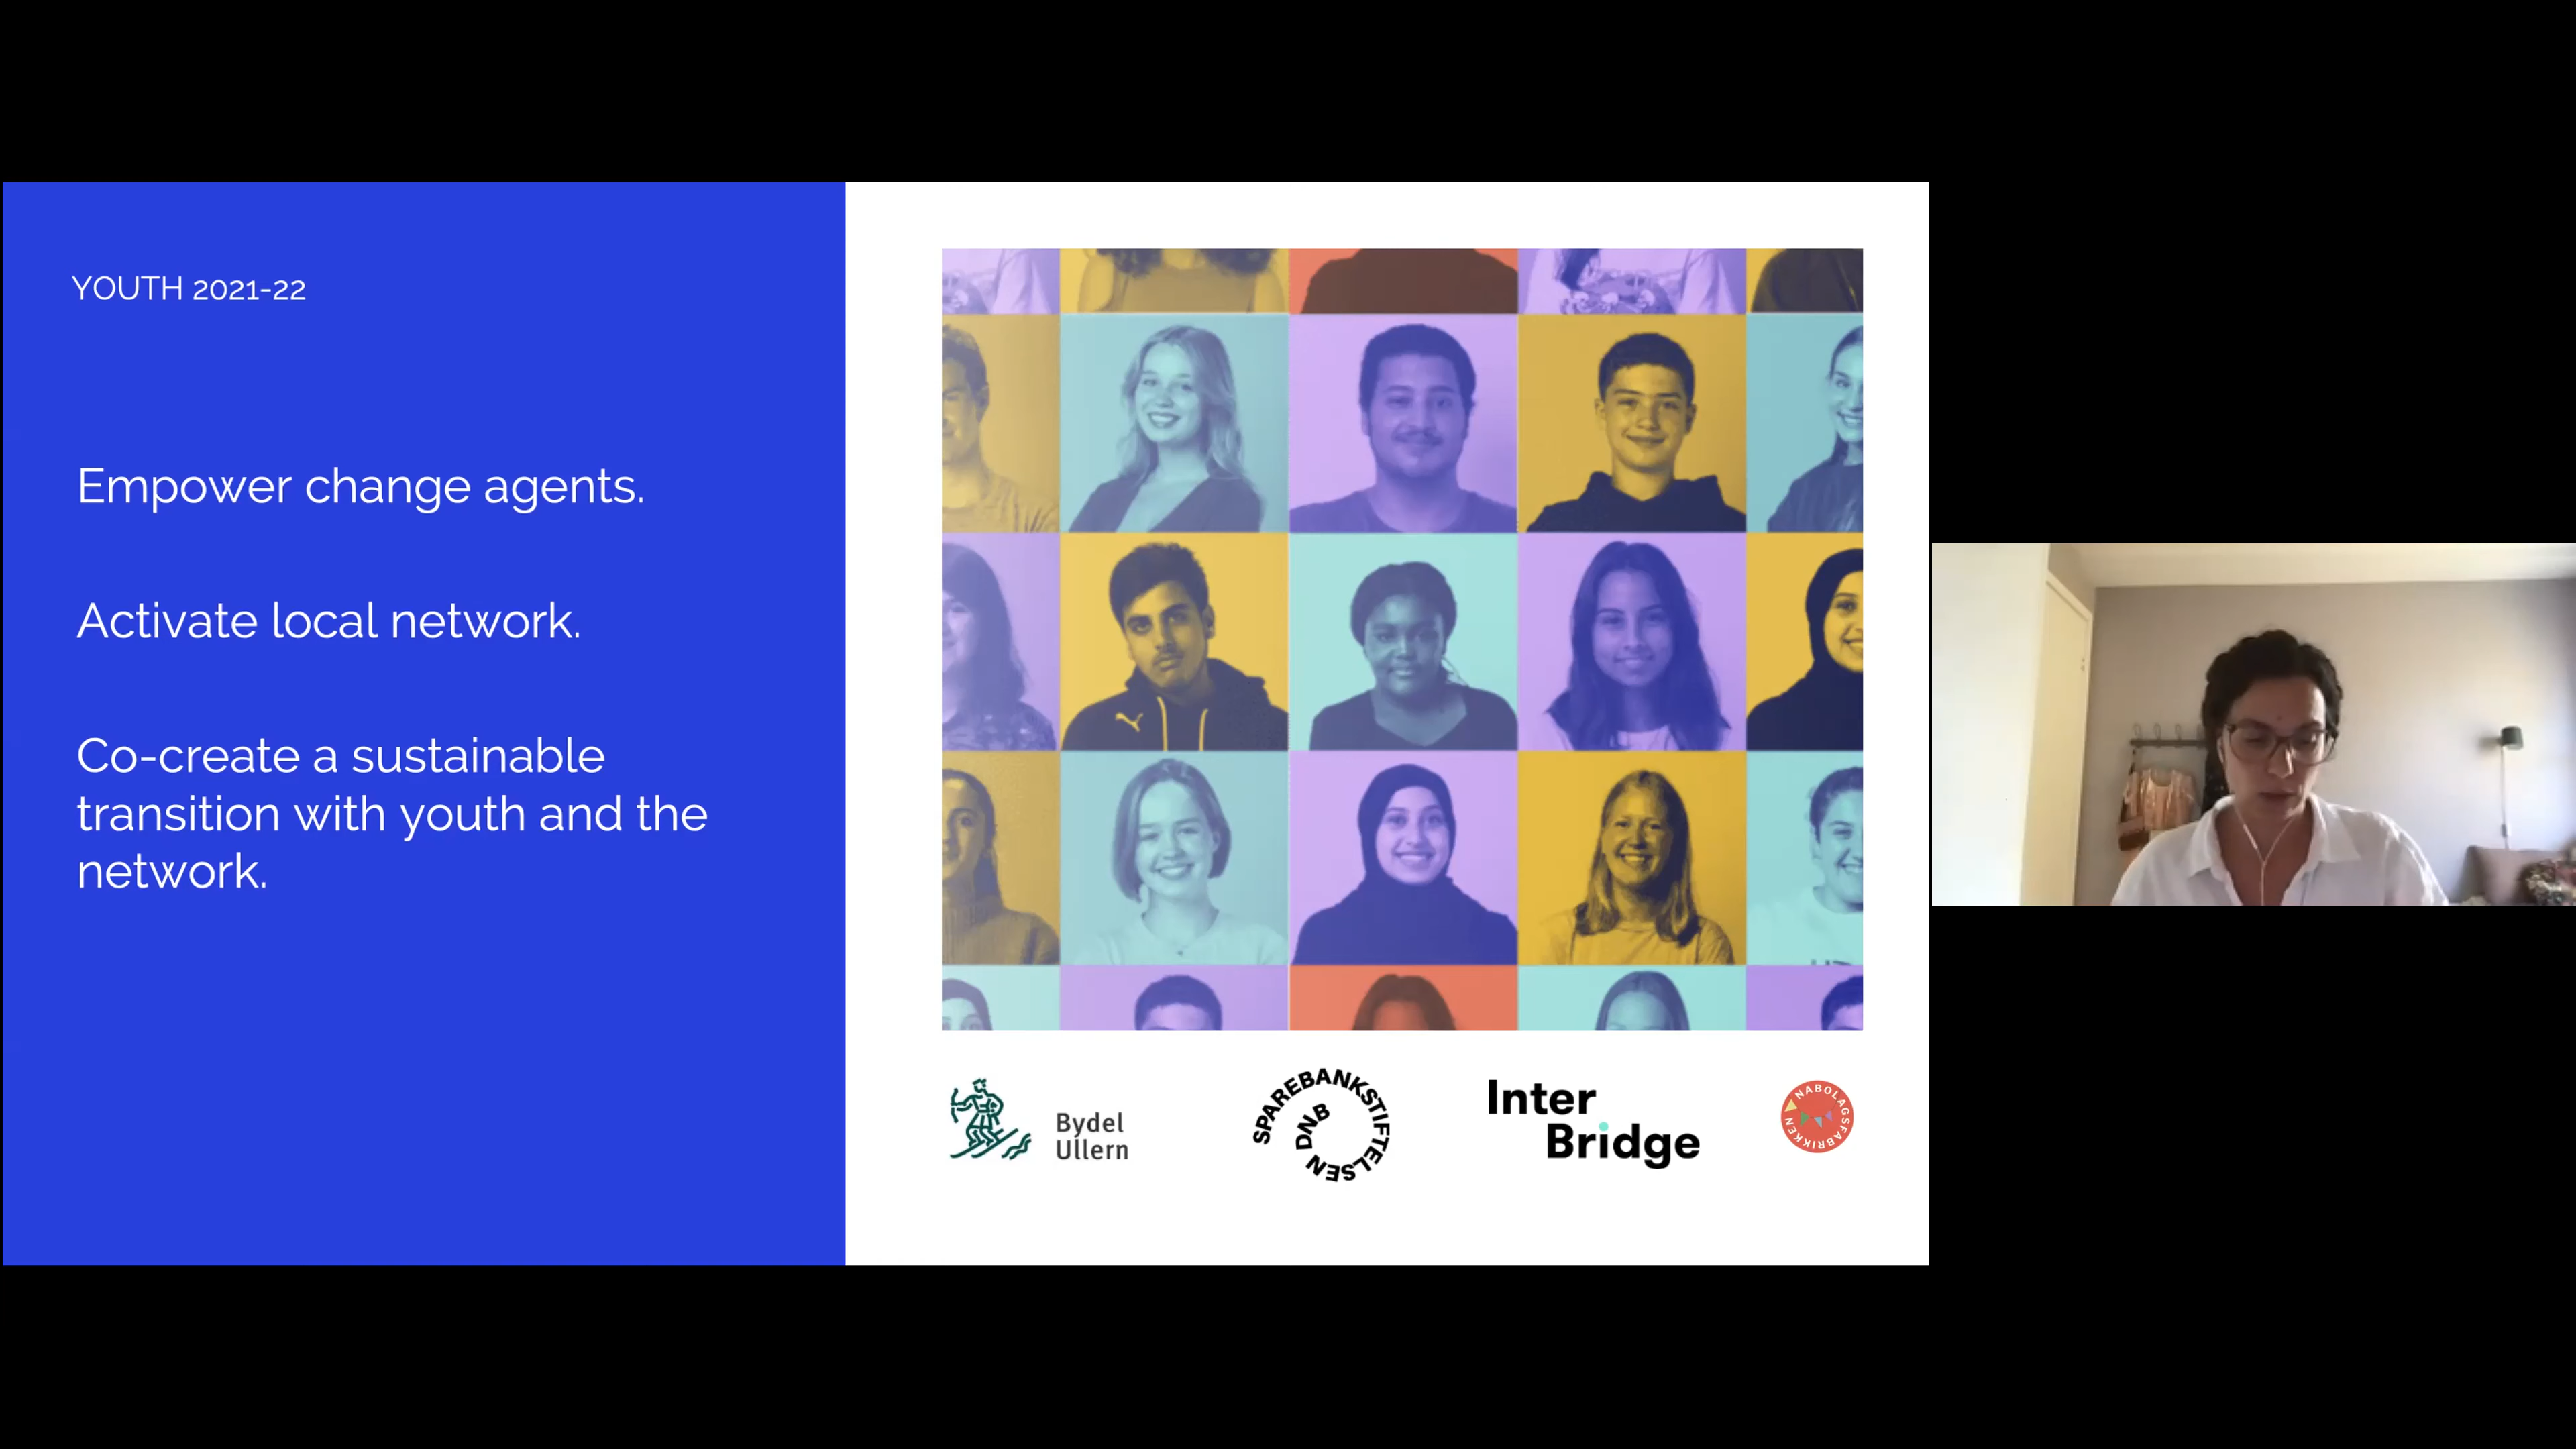 YOUTH 2021-22
Empower change agents.
Activate local network.
Co-create a sustainable
transition with youth and the
network.
Bydel
Ullern
SPAREBANKSTIFTELSEN
DNB
Inter
Bridge
NABOLAGSFABRIKKEN